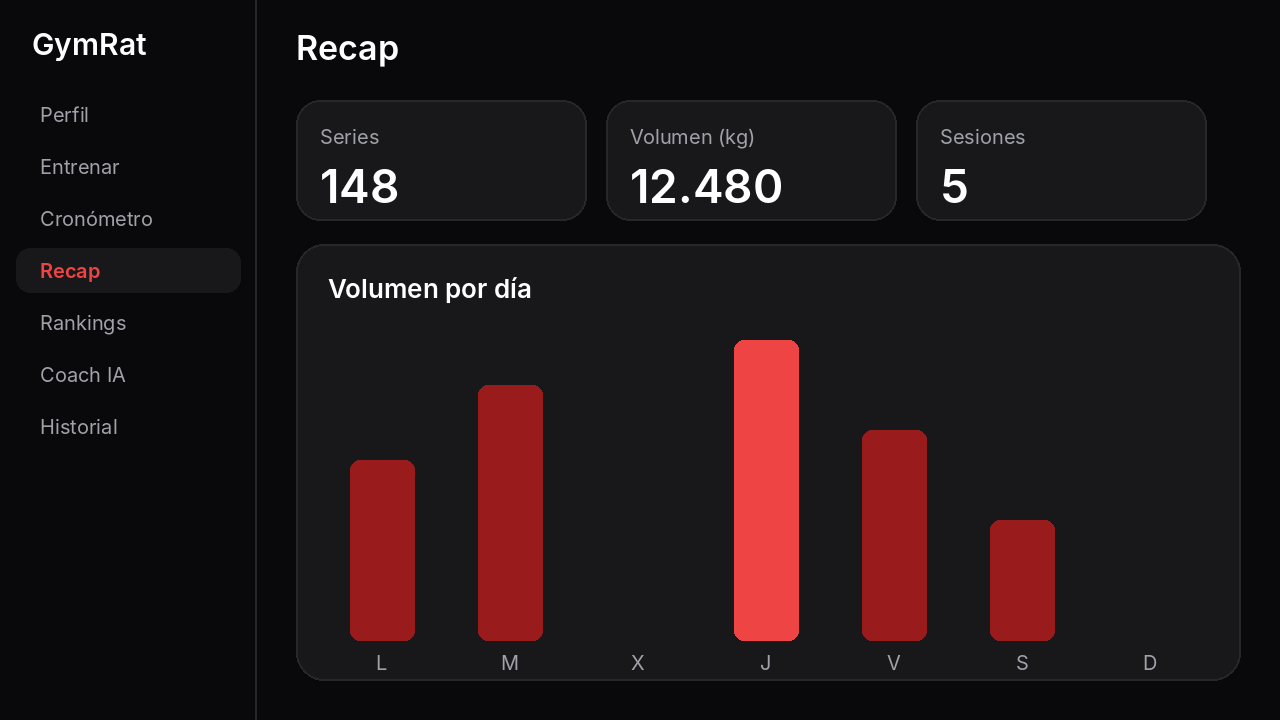 GymRat
Perfil
Entrenar
Cronómetro
Recap
Rankings
Coach IA
Historial
Recap
Series
148
Volumen (kg)
12.480
Sesiones
5
Volumen por día
L M X J V S D